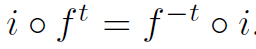 i ∘ f^t = f^{-t} ∘ i.